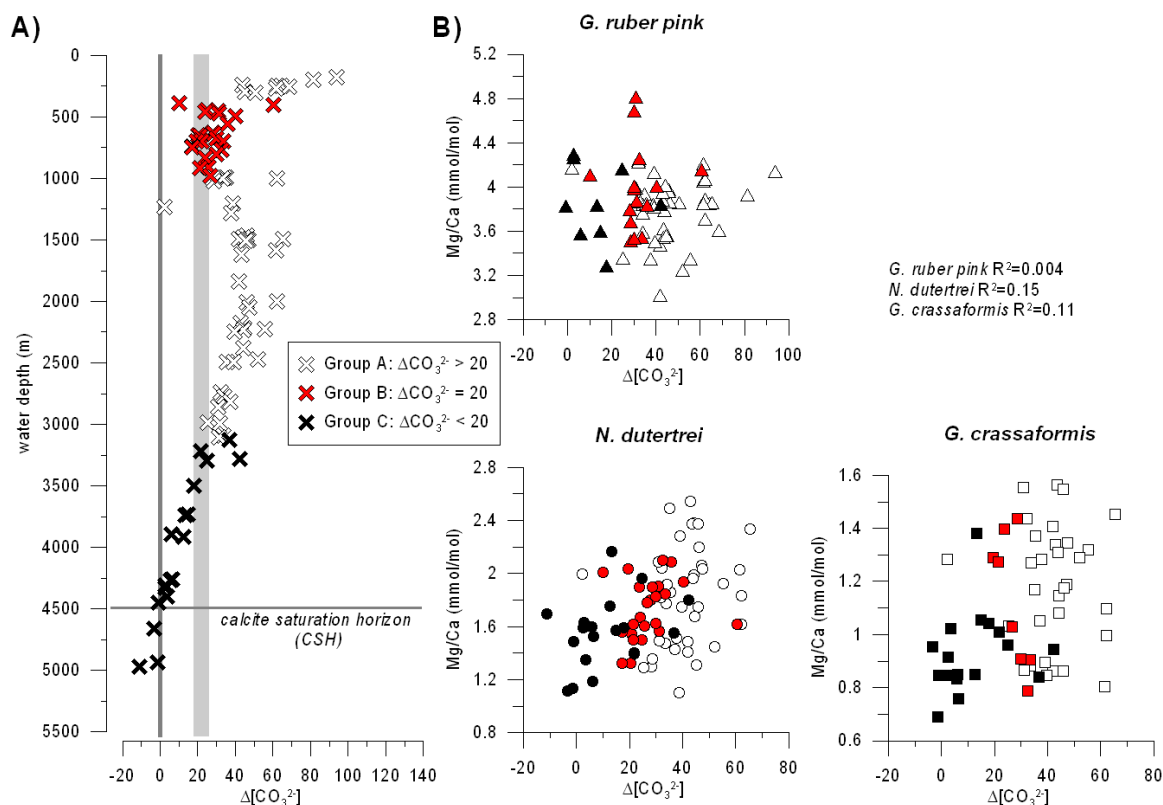 A)
0
500
1000
1500
2000
2500
3000
3500
4000
4500
5000
5500
water depth (m)
-20 0 20 40 60 80 100 120 140
Δ[CO₃²⁻]
Group A: ΔCO₃²⁻ > 20
Group B: ΔCO₃²⁻ = 20
Group C: ΔCO₃²⁻ < 20
calcite saturation horizon
(CSH)
B)
G. ruber pink
5.2
4.8
4.4
4
3.6
3.2
2.8
Mg/Ca (mmol/mol)
-20 0 20 40 60 80 100
Δ[CO₃²⁻]
G. ruber pink R²=0.004
N. dutertrei R²=0.15
G. crassaformis R²=0.11
N. dutertrei
2.8
2.4
2
1.6
1.2
0.8
Mg/Ca (mmol/mol)
-20 0 20 40 60 80 100
Δ[CO₃²⁻]
G. crassaformis
1.6
1.4
1.2
1
0.8
0.6
Mg/Ca (mmol/mol)
-20 0 20 40 60 80
Δ[CO₃²⁻]